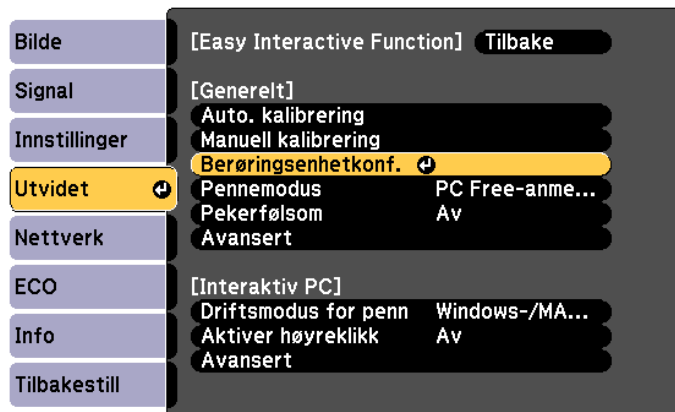 Bilde
Signal
Innstillinger
Utvidet
Nettverk
ECO
Info
Tilbakestill
[Easy Interactive Function] Tilbake
[Generelt]
Auto. kalibrering
Manuell kalibrering
Berøringsenhetkonf.
Pennemodus PC Free-anme...
Pekerfølsom Av
Avansert
[Interaktiv PC]
Driftsmodus for penn Windows-/MA...
Aktiver høyreklikk Av
Avansert